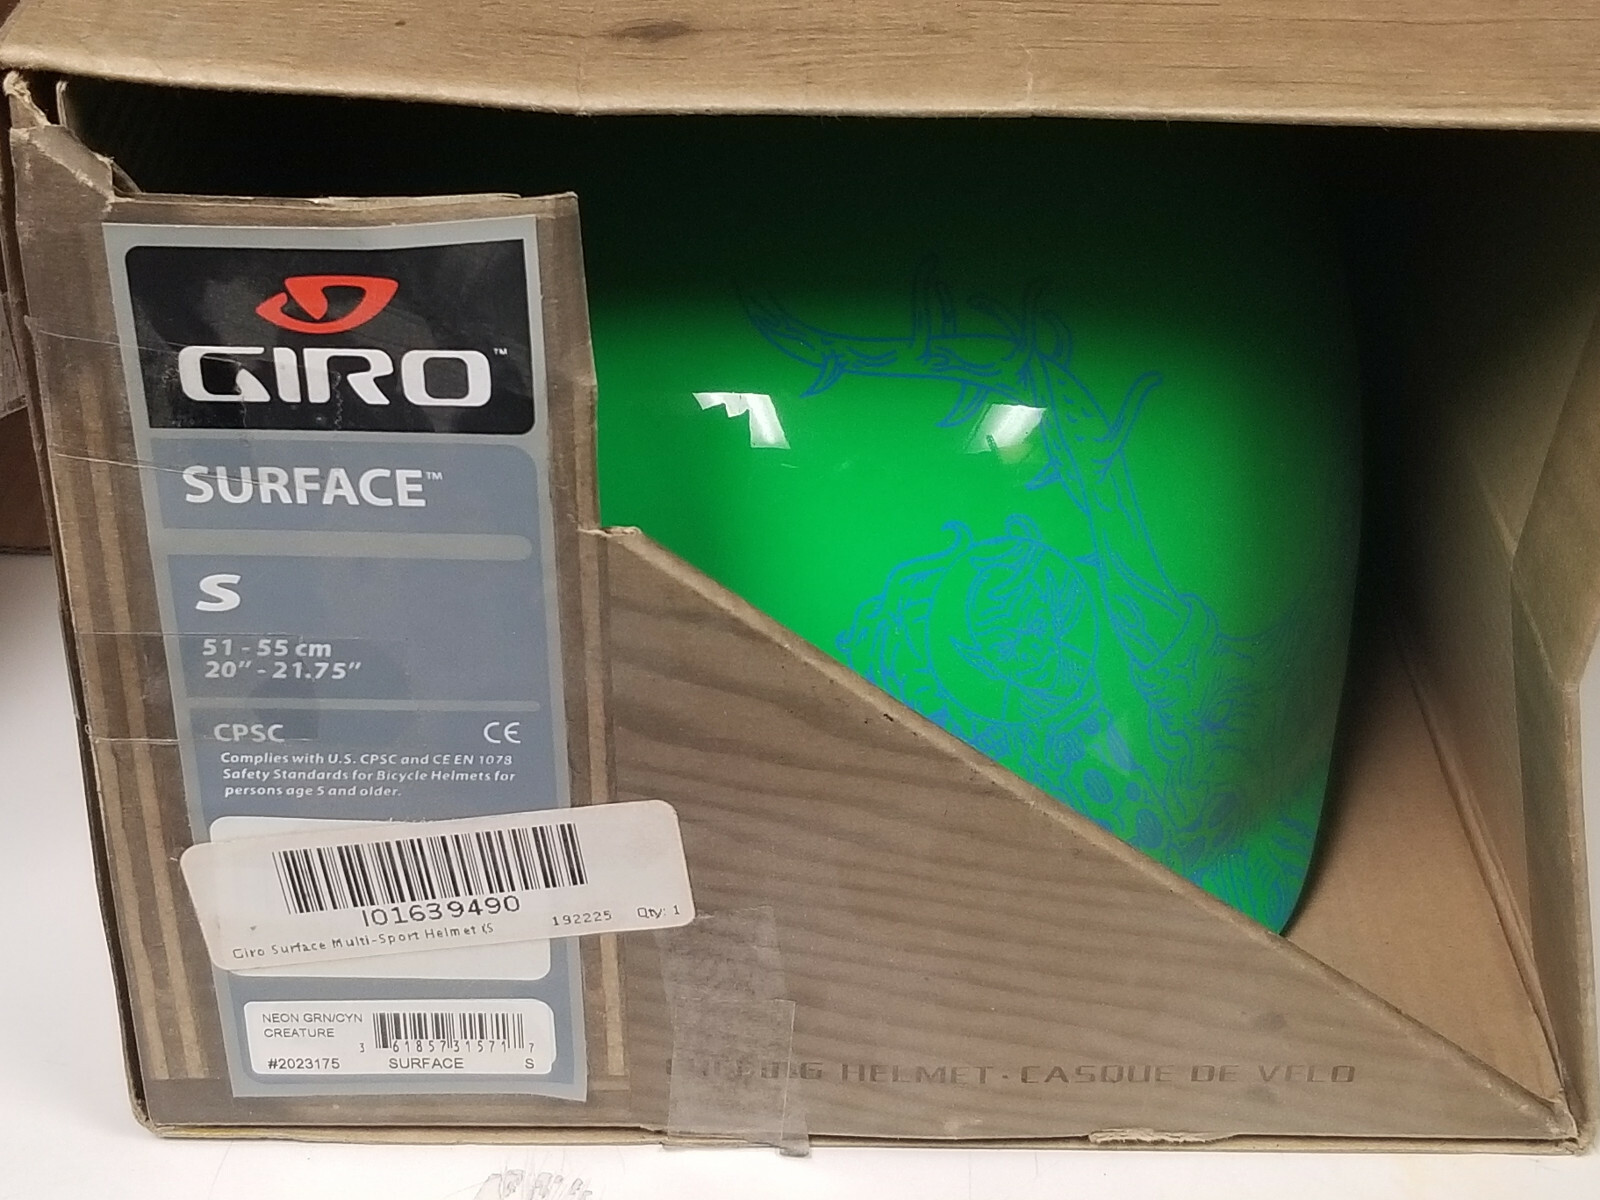 GIRO™
SURFACE™
S
51 - 55 cm
20” - 21.75”
CPSC CE
Complies with U.S. CPSC and CE EN 1078
Safety Standards for Bicycle Helmets for
persons age 5 and older.
I01639490
Giro Surface Multi-Sport Helmet (S 192225 Qty: 1
NEON GRN/CYN
CREATURE
3 61857 31571 7
#2023175 SURFACE S
HELMET · CASQUE DE VELO